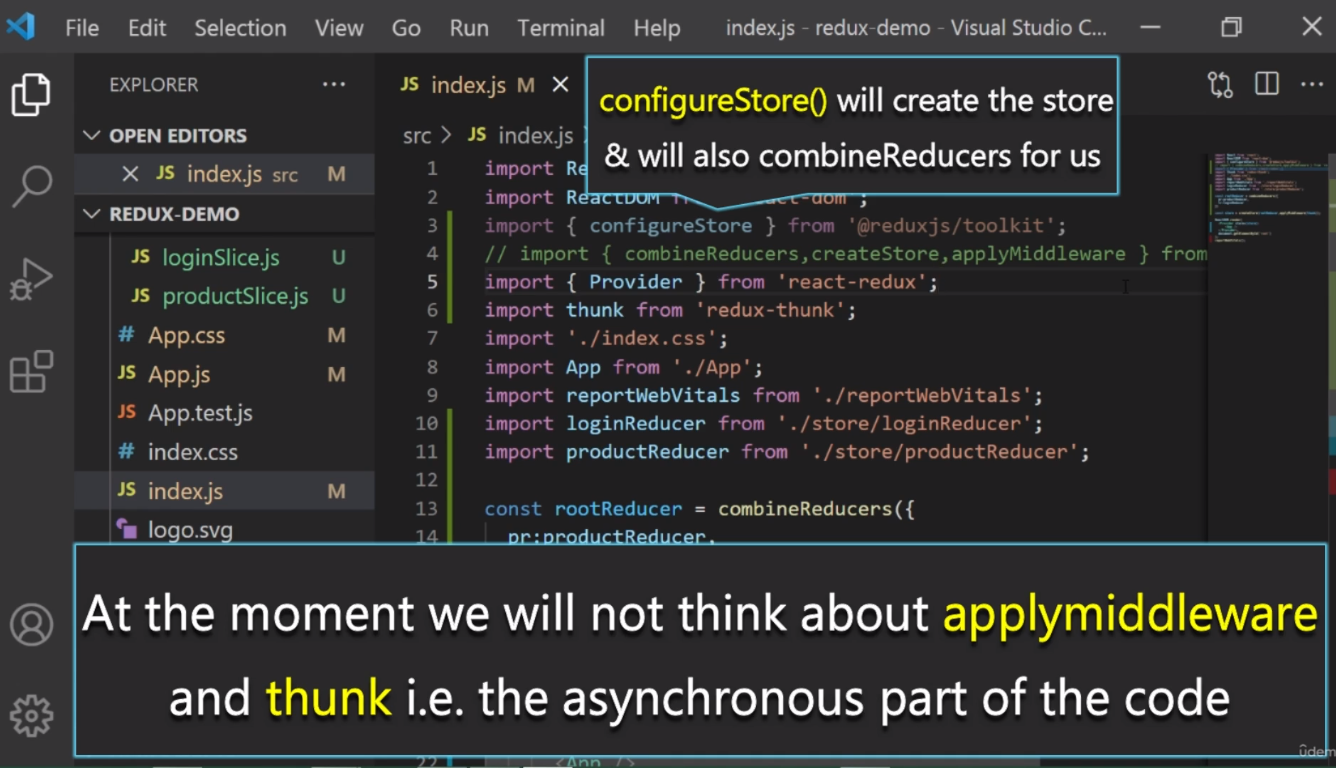 File Edit Selection View Go Run Terminal Help index.js - redux-demo - Visual Studio C...
EXPLORER
JS index.js M
configureStore() will create the store
& will also combineReducers for us
OPEN EDITORS
JS index.js src M
REDUX-DEMO
JS loginSlice.js U
JS productSlice.js U
# App.css M
JS App.js M
JS App.test.js
# index.css
JS index.js M
logo.svg
src > JS index.js
1 import Re
2 import ReactDOM
3 import { configureStore } from '@reduxjs/toolkit';
4 // import { combineReducers,createStore,applyMiddleware } from
5 import { Provider } from 'react-redux';
6 import thunk from 'redux-thunk';
7 import './index.css';
8 import App from './App';
9 import reportWebVitals from './reportWebVitals';
10 import loginReducer from './store/loginReducer';
11 import productReducer from './store/productReducer';
12
13 const rootReducer = combineReducers({
14 pr:productReducer,
At the moment we will not think about applymiddleware
and thunk i.e. the asynchronous part of the code
22 <App />